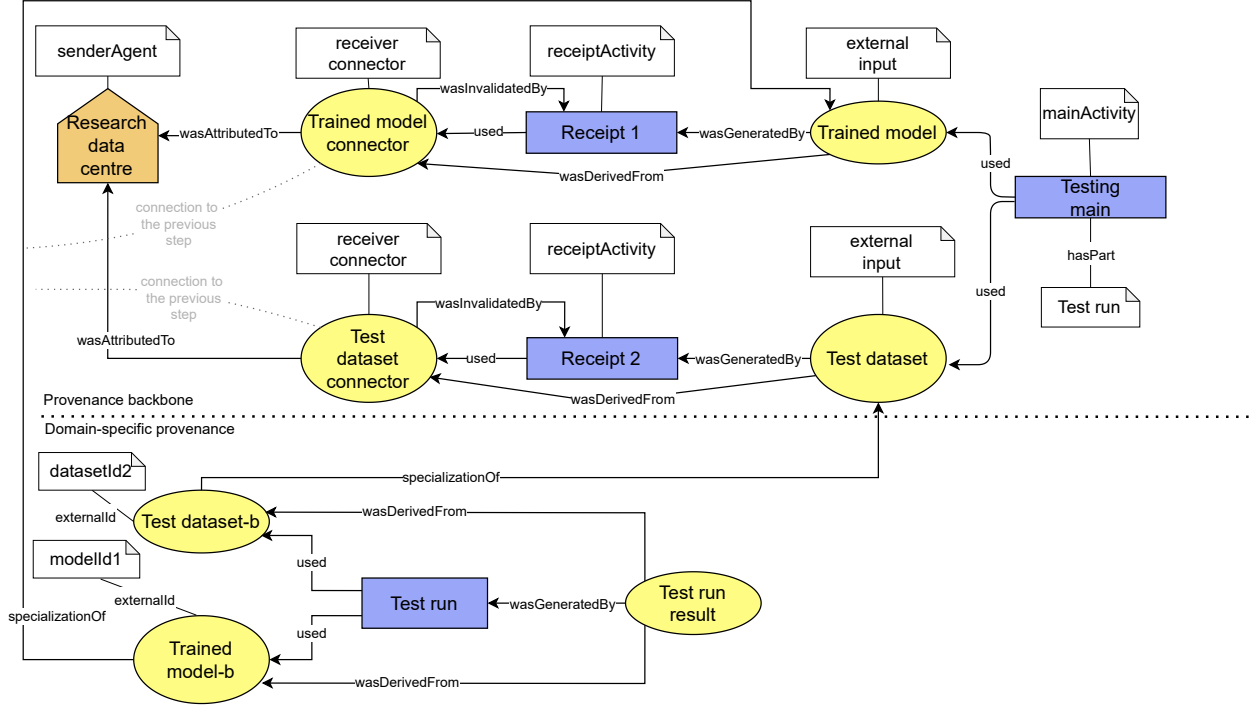 senderAgent
receiver
connector
receiptActivity
external
input
mainActivity
wasInvalidatedBy
Research
data
centre
wasAttributedTo
Trained model
connector
used
Receipt 1
wasGeneratedBy
Trained model
used
wasDerivedFrom
Testing
main
connection to
the previous
step
receiver
connector
receiptActivity
external
input
hasPart
connection to
the previous
step
used
wasInvalidatedBy
Test run
wasAttributedTo
Test
dataset
connector
used
Receipt 2
wasGeneratedBy
Test dataset
wasDerivedFrom
Provenance backbone
Domain-specific provenance
datasetId2
specializationOf
externalId
Test dataset-b
wasDerivedFrom
modelId1
used
externalId
Test run
wasGeneratedBy
Test run
result
specializationOf
used
Trained
model-b
wasDerivedFrom